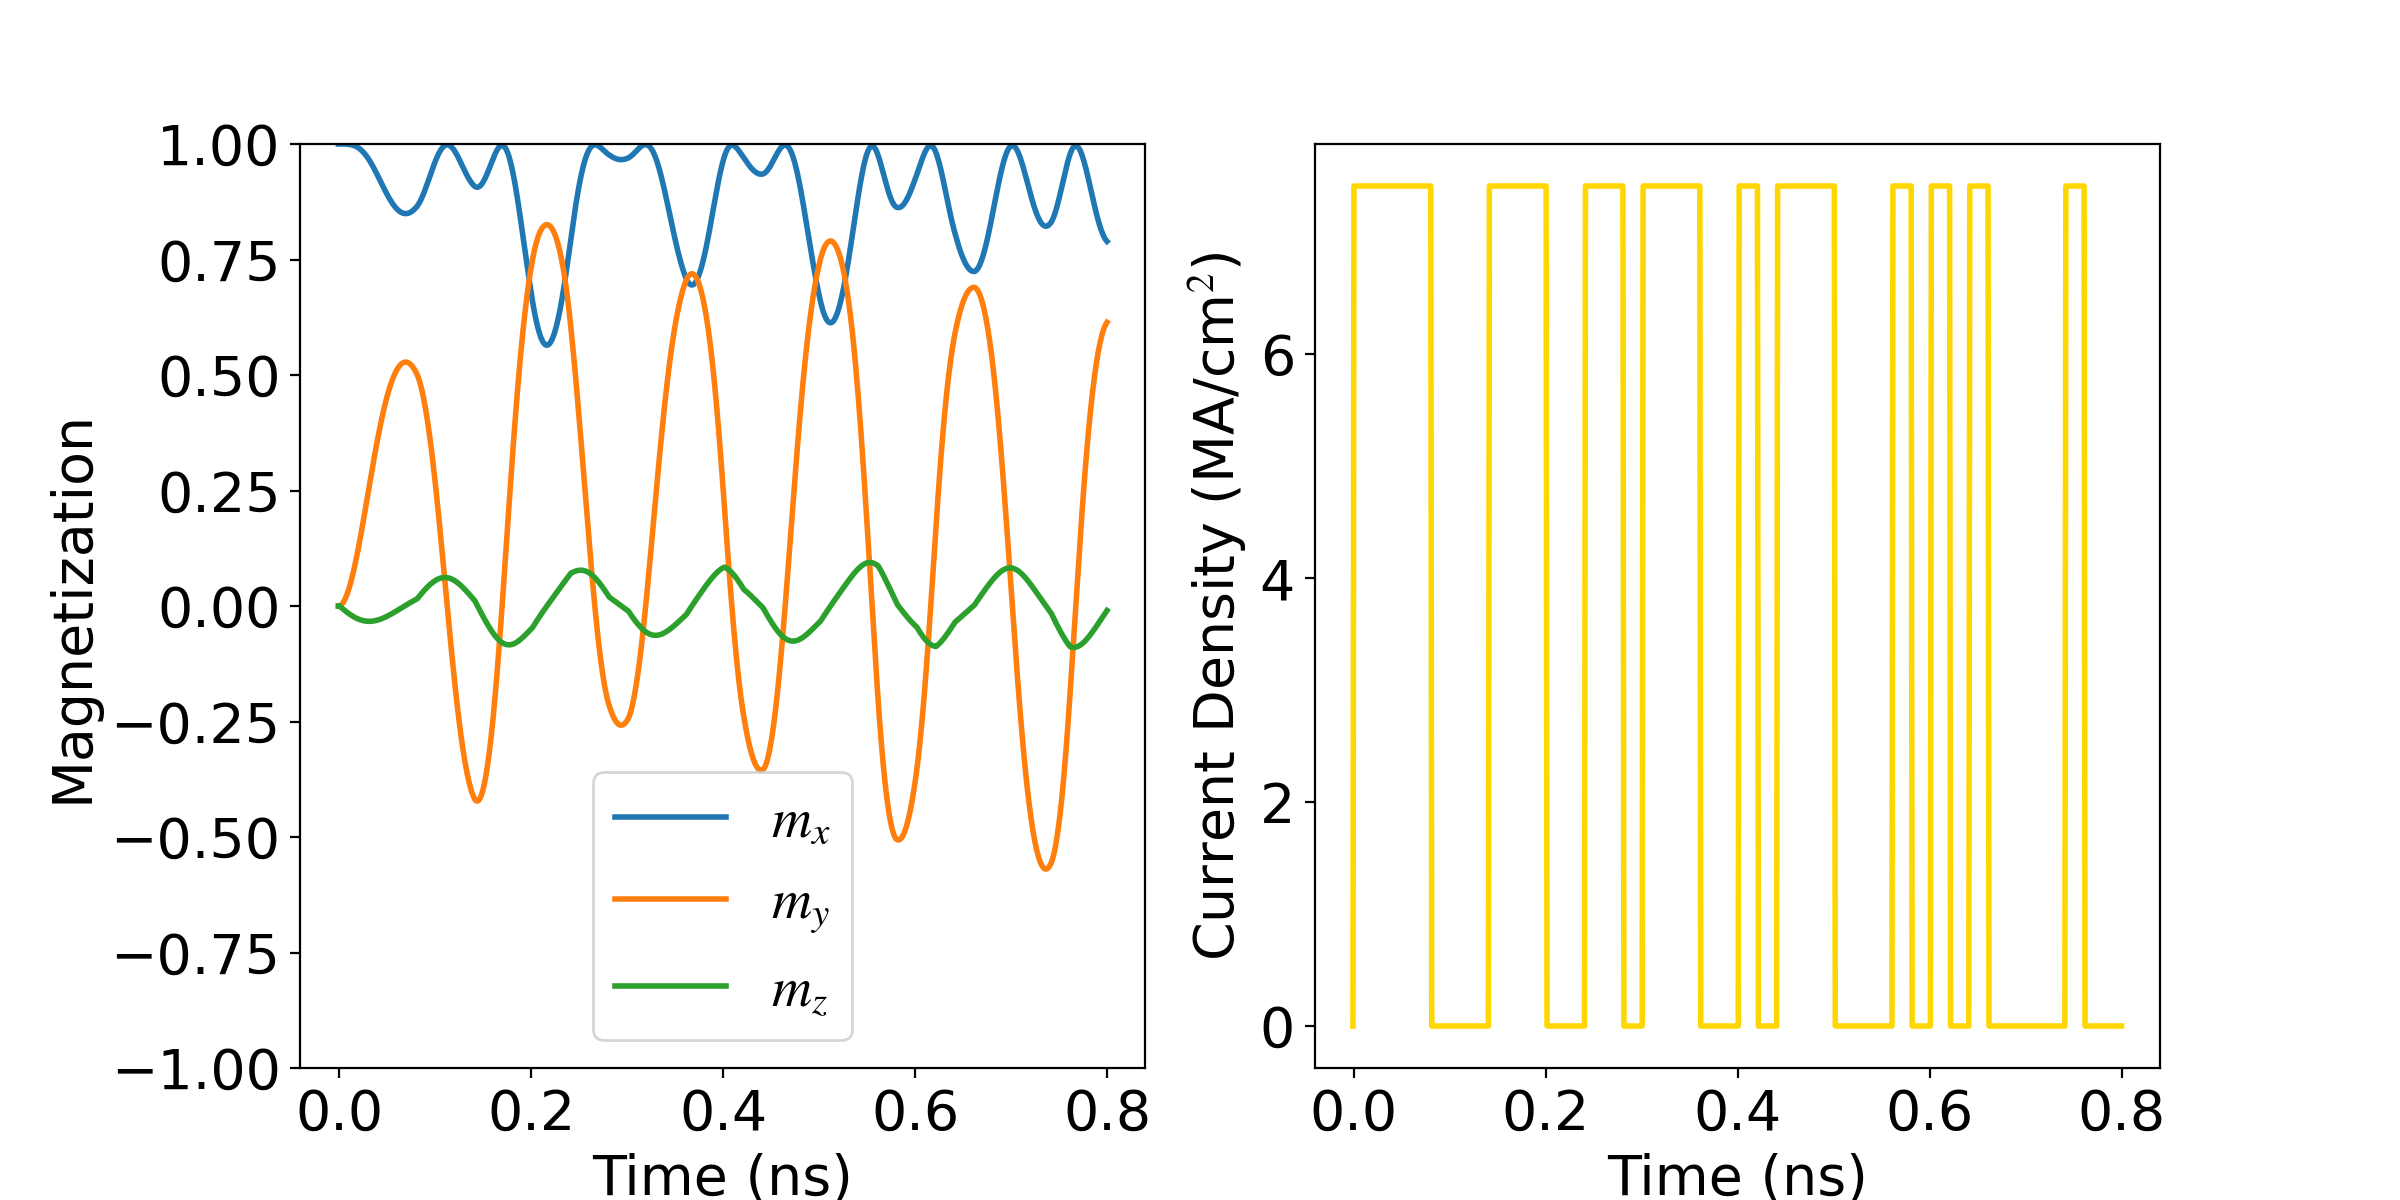 1.00
0.75
0.50
0.25
0.00
−0.25
−0.50
−0.75
−1.00
Magnetization
0.0 0.2 0.4 0.6 0.8
Time (ns)
m_x
m_y
m_z
6
4
2
0
Current Density (MA/cm²)
0.0 0.2 0.4 0.6 0.8
Time (ns)